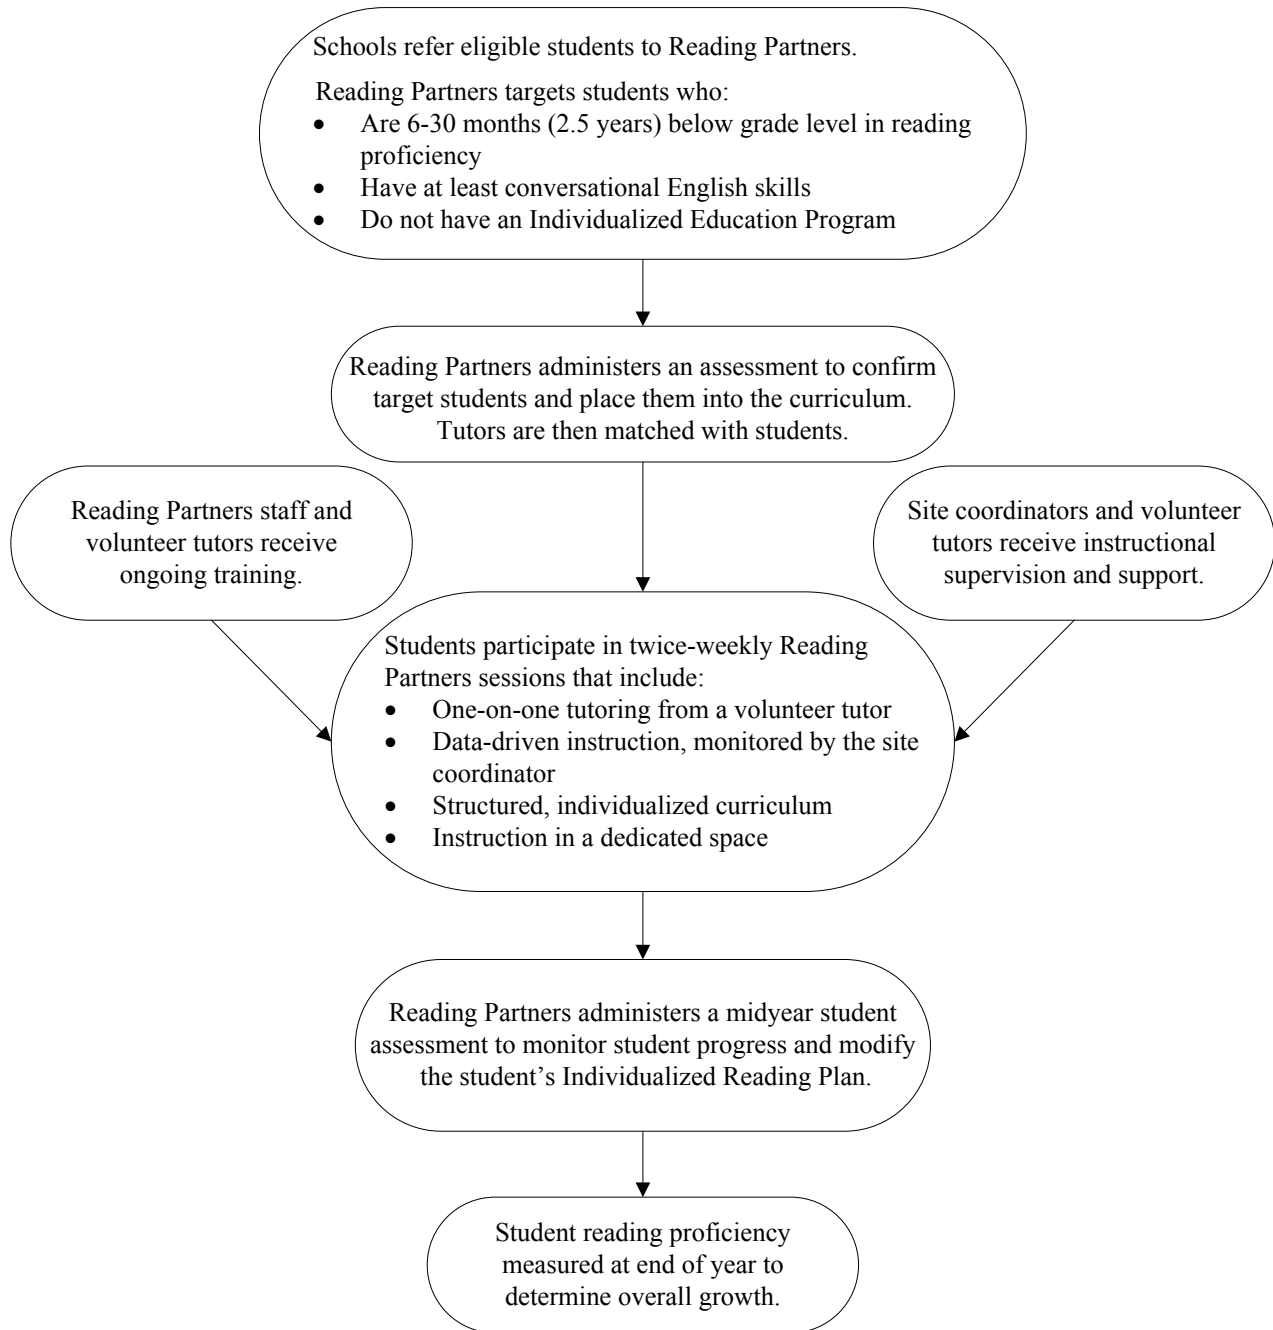 Schools refer eligible students to Reading Partners.
Reading Partners targets students who:
• Are 6-30 months (2.5 years) below grade level in reading
proficiency
• Have at least conversational English skills
• Do not have an Individualized Education Program
Reading Partners administers an assessment to confirm
target students and place them into the curriculum.
Tutors are then matched with students.
Reading Partners staff and
volunteer tutors receive
ongoing training.
Site coordinators and volunteer
tutors receive instructional
supervision and support.
Students participate in twice-weekly Reading
Partners sessions that include:
• One-on-one tutoring from a volunteer tutor
• Data-driven instruction, monitored by the site
coordinator
• Structured, individualized curriculum
• Instruction in a dedicated space
Reading Partners administers a midyear student
assessment to monitor student progress and modify
the student’s Individualized Reading Plan.
Student reading proficiency
measured at end of year to
determine overall growth.